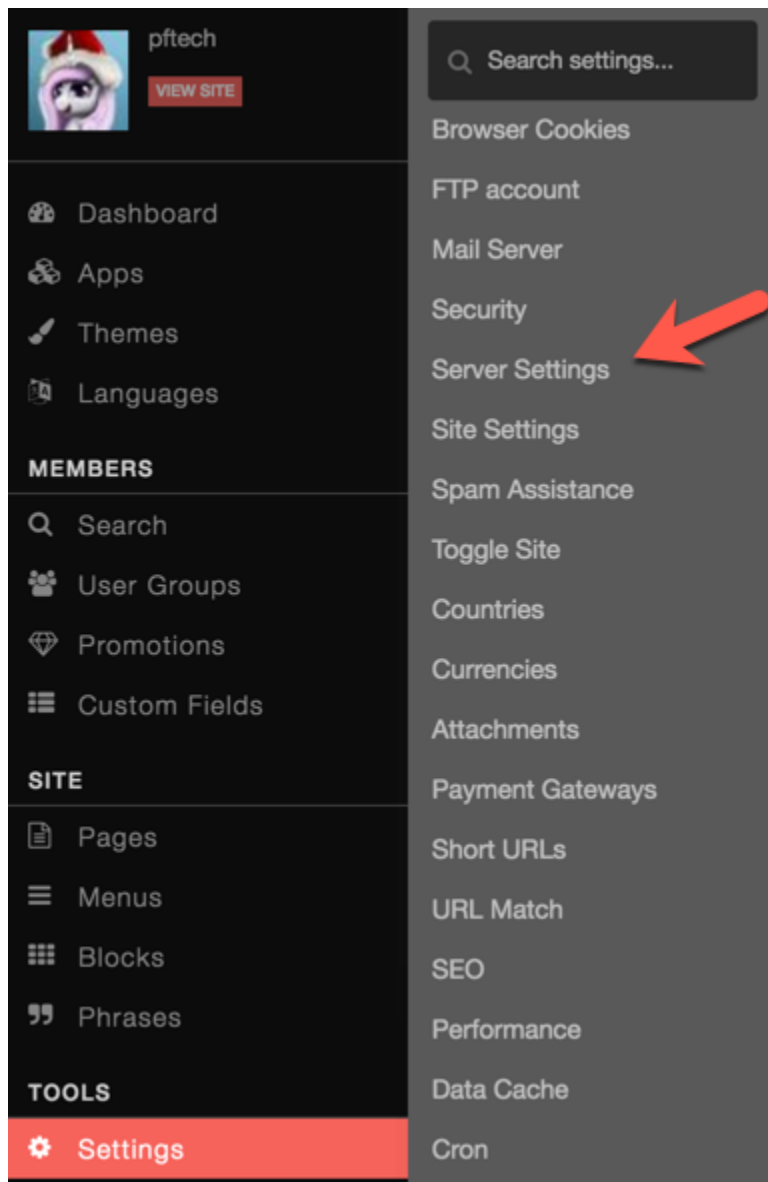 pftech
VIEW SITE
Dashboard
Apps
Themes
Languages
MEMBERS
Search
User Groups
Promotions
Custom Fields
SITE
Pages
Menus
Blocks
Phrases
TOOLS
Settings
Search settings...
Browser Cookies
FTP account
Mail Server
Security
Server Settings
Site Settings
Spam Assistance
Toggle Site
Countries
Currencies
Attachments
Payment Gateways
Short URLs
URL Match
SEO
Performance
Data Cache
Cron